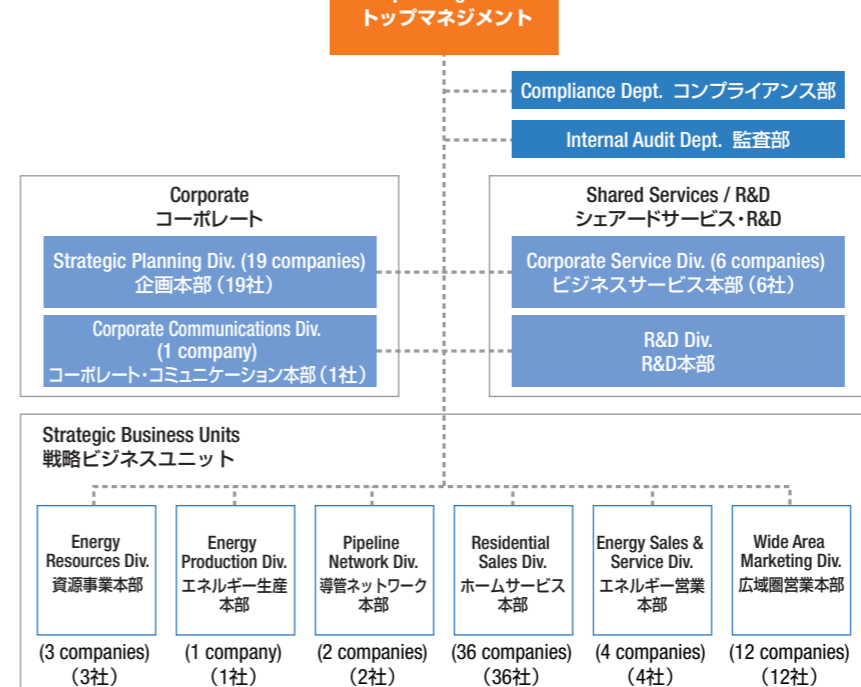 トップマネジメント
Compliance Dept. コンプライアンス部
Internal Audit Dept. 監査部
Corporate
コーポレート
Strategic Planning Div. (19 companies)
企画本部（19社）
Corporate Communications Div.
(1 company)
コーポレート・コミュニケーション本部（1社）
Shared Services / R&D
シェアードサービス・R&D
Corporate Service Div. (6 companies)
ビジネスサービス本部（6社）
R&D Div.
R&D本部
Strategic Business Units
戦略ビジネスユニット
Energy
Resources Div.
資源事業本部
(3 companies)
（3社）
Energy
Production Div.
エネルギー生産
本部
(1 company)
（1社）
Pipeline
Network Div.
導管ネットワーク
本部
(2 companies)
（2社）
Residential
Sales Div.
ホームサービス
本部
(36 companies)
（36社）
Energy Sales &
Service Div.
エネルギー営業
本部
(4 companies)
（4社）
Wide Area
Marketing Div.
広域圏営業本部
(12 companies)
（12社）